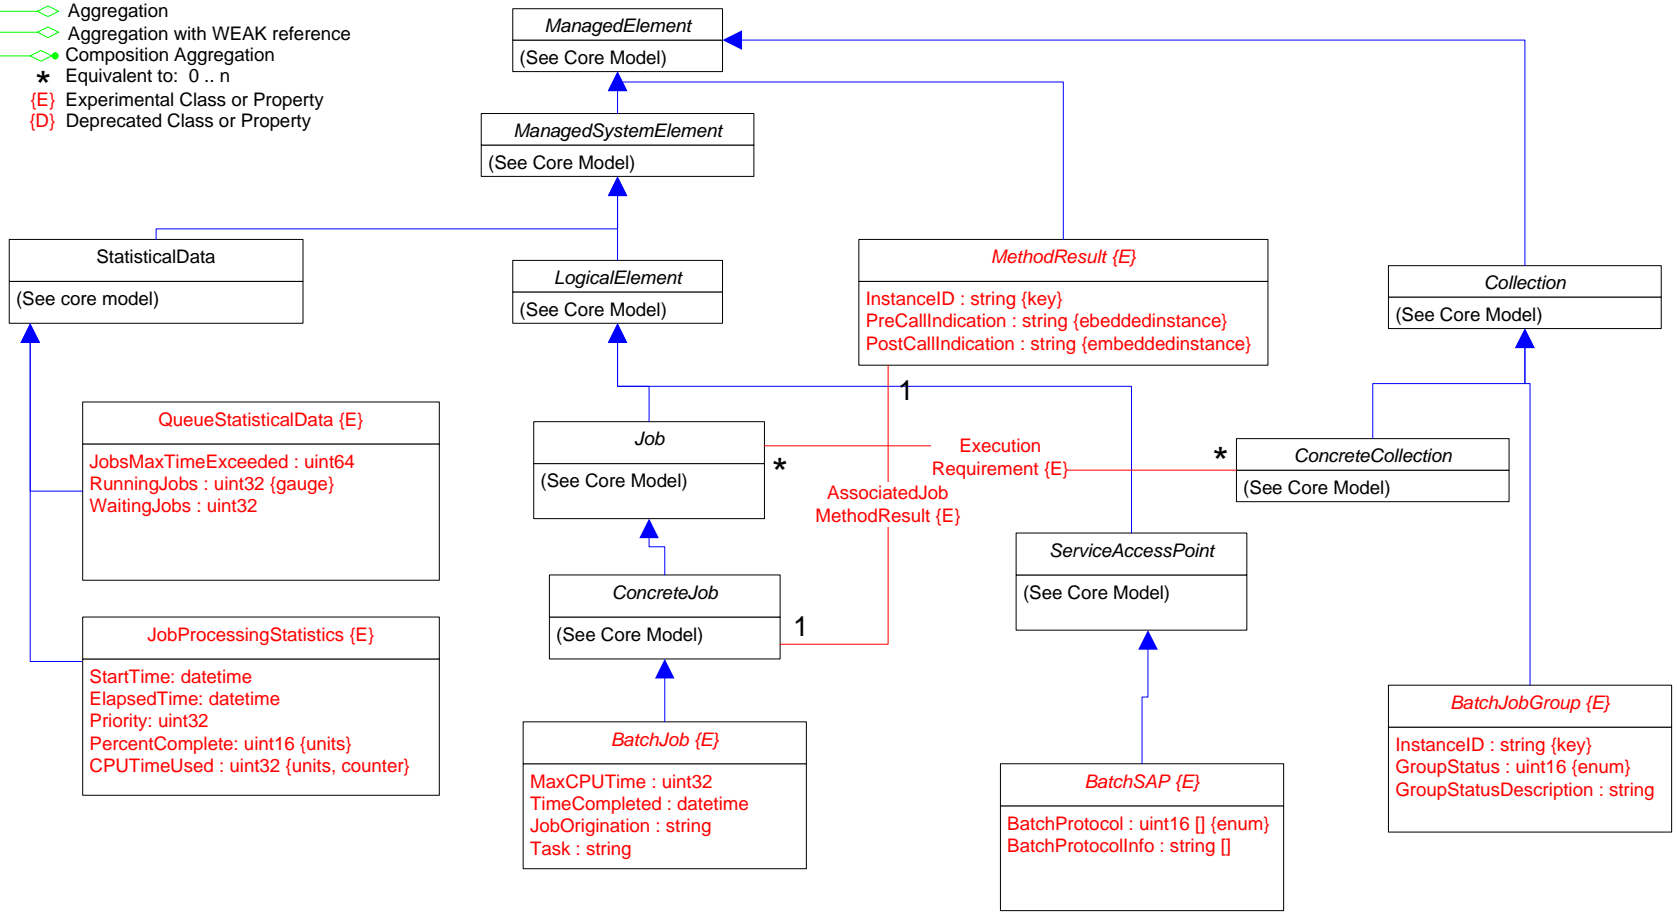 Aggregation
Aggregation with WEAK reference
Composition Aggregation
* Equivalent to: 0 .. n
{E} Experimental Class or Property
{D} Deprecated Class or Property
ManagedElement
(See Core Model)
ManagedSystemElement
(See Core Model)
StatisticalData
(See core model)
LogicalElement
(See Core Model)
MethodResult {E}
InstanceID : string {key}
PreCallIndication : string {ebeddedinstance}
PostCallIndication : string {embeddedinstance}
Collection
(See Core Model)
1
QueueStatisticalData {E}
JobsMaxTimeExceeded : uint64
RunningJobs : uint32 {gauge}
WaitingJobs : uint32
Job
(See Core Model)
*
Execution
Requirement {E}
*
ConcreteCollection
(See Core Model)
AssociatedJob
MethodResult {E}
ServiceAccessPoint
(See Core Model)
ConcreteJob
(See Core Model)
1
JobProcessingStatistics {E}
StartTime: datetime
ElapsedTime: datetime
Priority: uint32
PercentComplete: uint16 {units}
CPUTimeUsed : uint32 {units, counter}
BatchJob {E}
MaxCPUTime : uint32
TimeCompleted : datetime
JobOrigination : string
Task : string
BatchSAP {E}
BatchProtocol : uint16 [] {enum}
BatchProtocolInfo : string []
BatchJobGroup {E}
InstanceID : string {key}
GroupStatus : uint16 {enum}
GroupStatusDescription : string